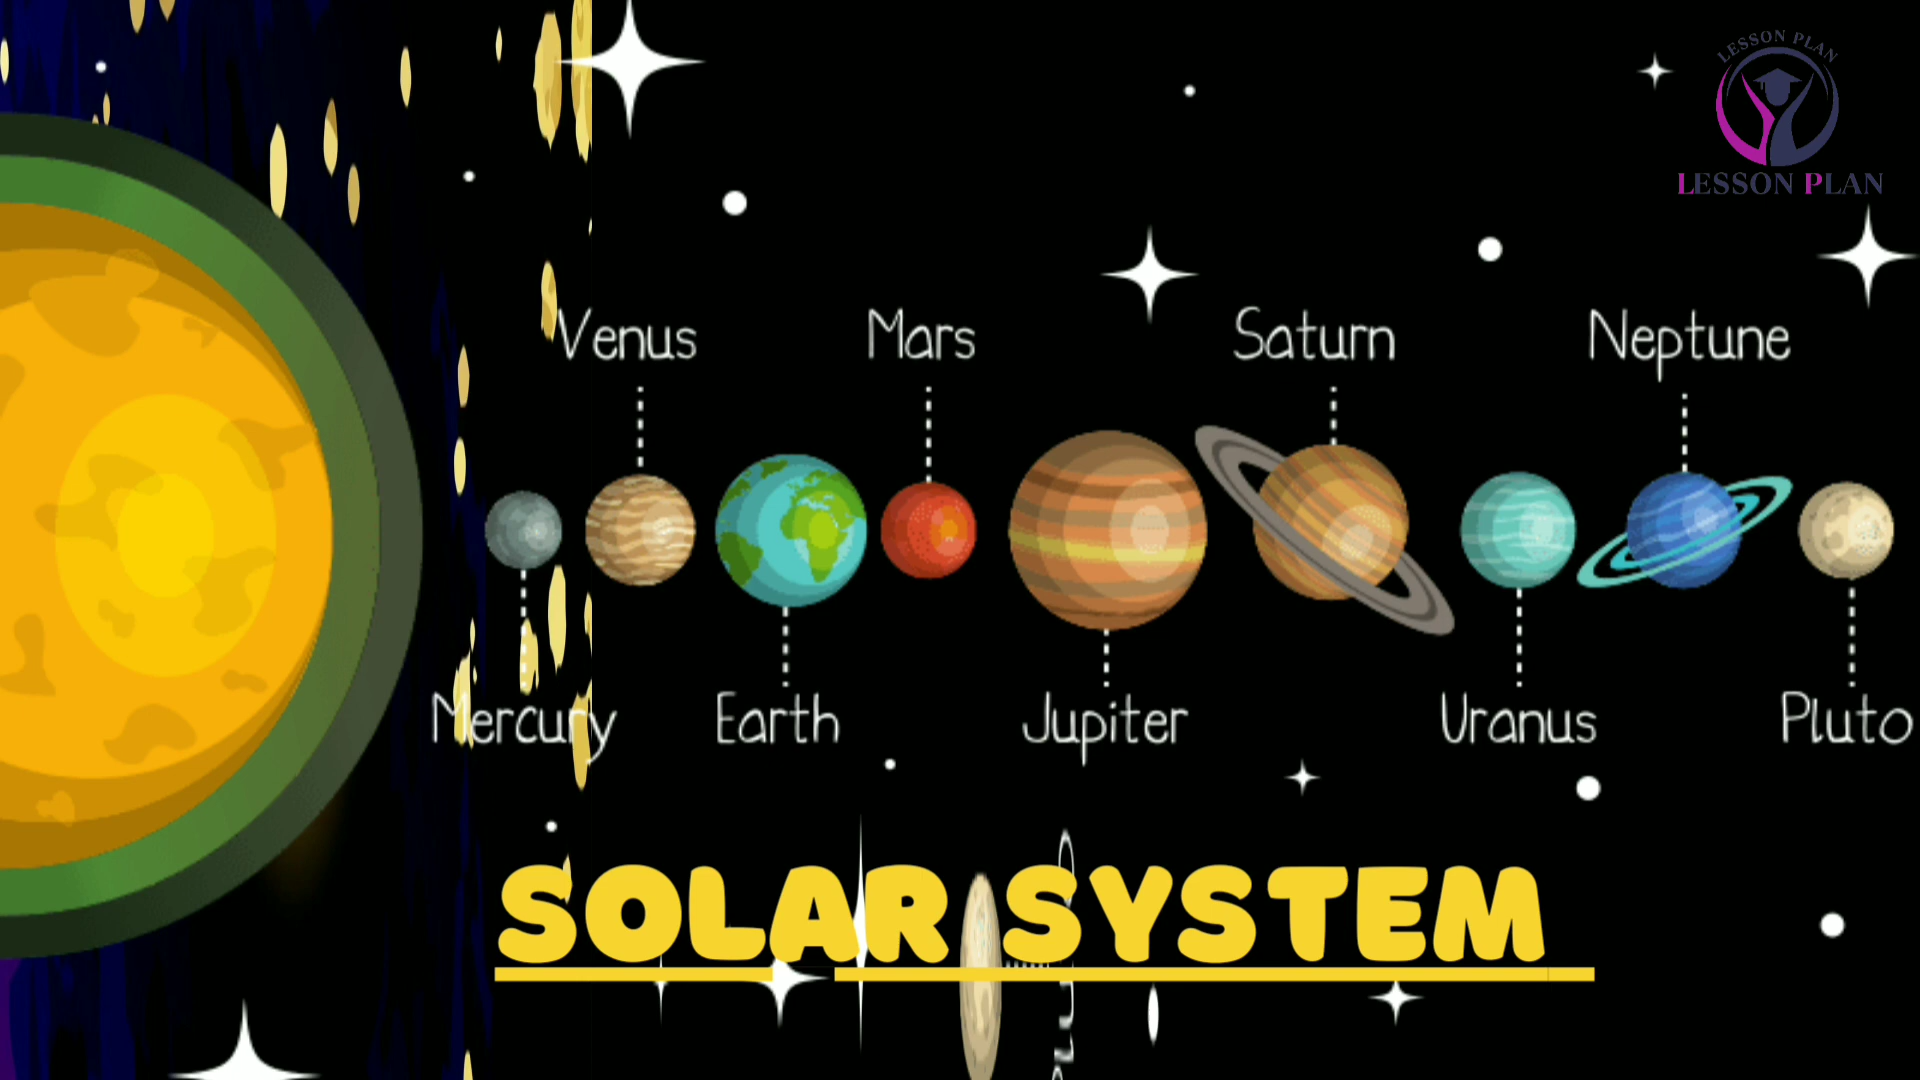 LESSON PLAN
LESSON PLAN
Venus Mars Saturn Neptune
Mercury Earth Jupiter Uranus Pluto
SOLAR SYSTEM